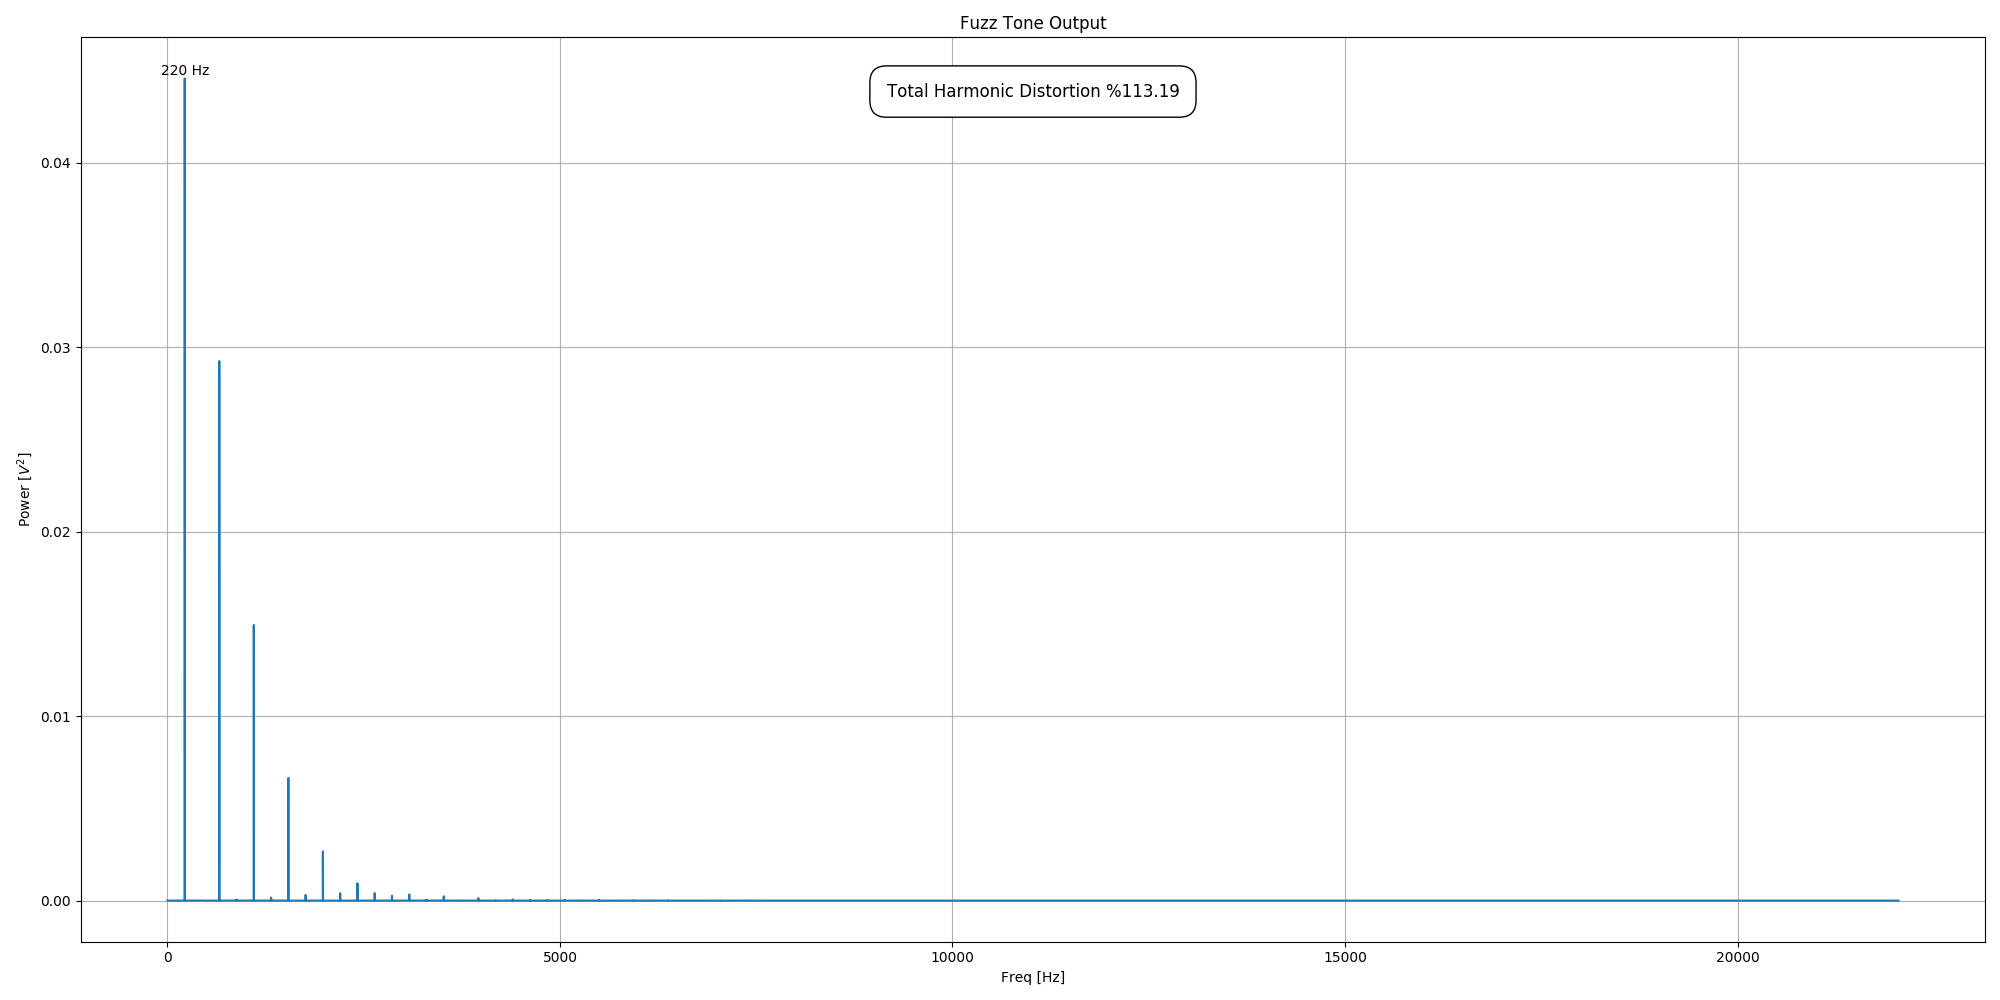 Fuzz Tone Output
220 Hz
Total Harmonic Distortion %113.19
0.04
0.03
0.02
0.01
0.00
Power [V²]
0 5000 10000 15000 20000
Freq [Hz]